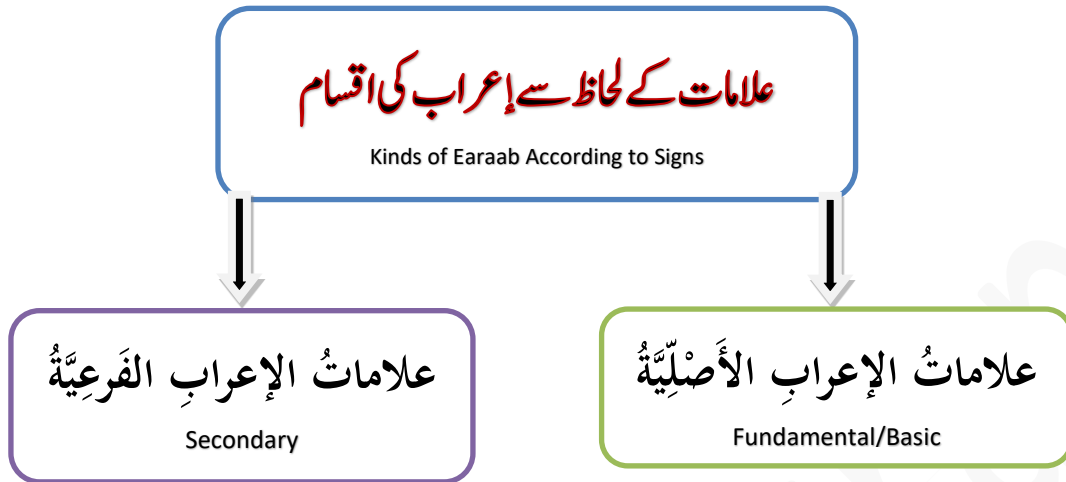 علامات کے لحاظ سے إعراب کی اقسام
Kinds of Earaab According to Signs
علاماتُ الإعرابِ الأَصْلِّيَّةُ
Fundamental/Basic
علاماتُ الإعرابِ الفَرعِيَّةُ
Secondary